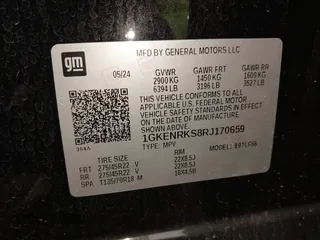 gm
MFD BY GENERAL MOTORS LLC
05/24
GVWR GAWR FRT GAWR RR
2900 KG 1450 KG 1600 KG
6394 LB 3196 LB 3527 LB
THIS VEHICLE CONFORMS TO ALL
APPLICABLE U.S. FEDERAL MOTOR
VEHICLE SAFETY
STANDARDS IN EFFECT ON THE DATE OF
MANUFACTURE SHOWN ABOVE.
1GKENRKS8RJ170659
TYPE: MPV MODEL:
TIRE SIZE RIM
FRT 275/45R22 V 22X8.5J
RR 275/45R22 V 22X8.5J
SPA T135/70R18 M 18X4.5B